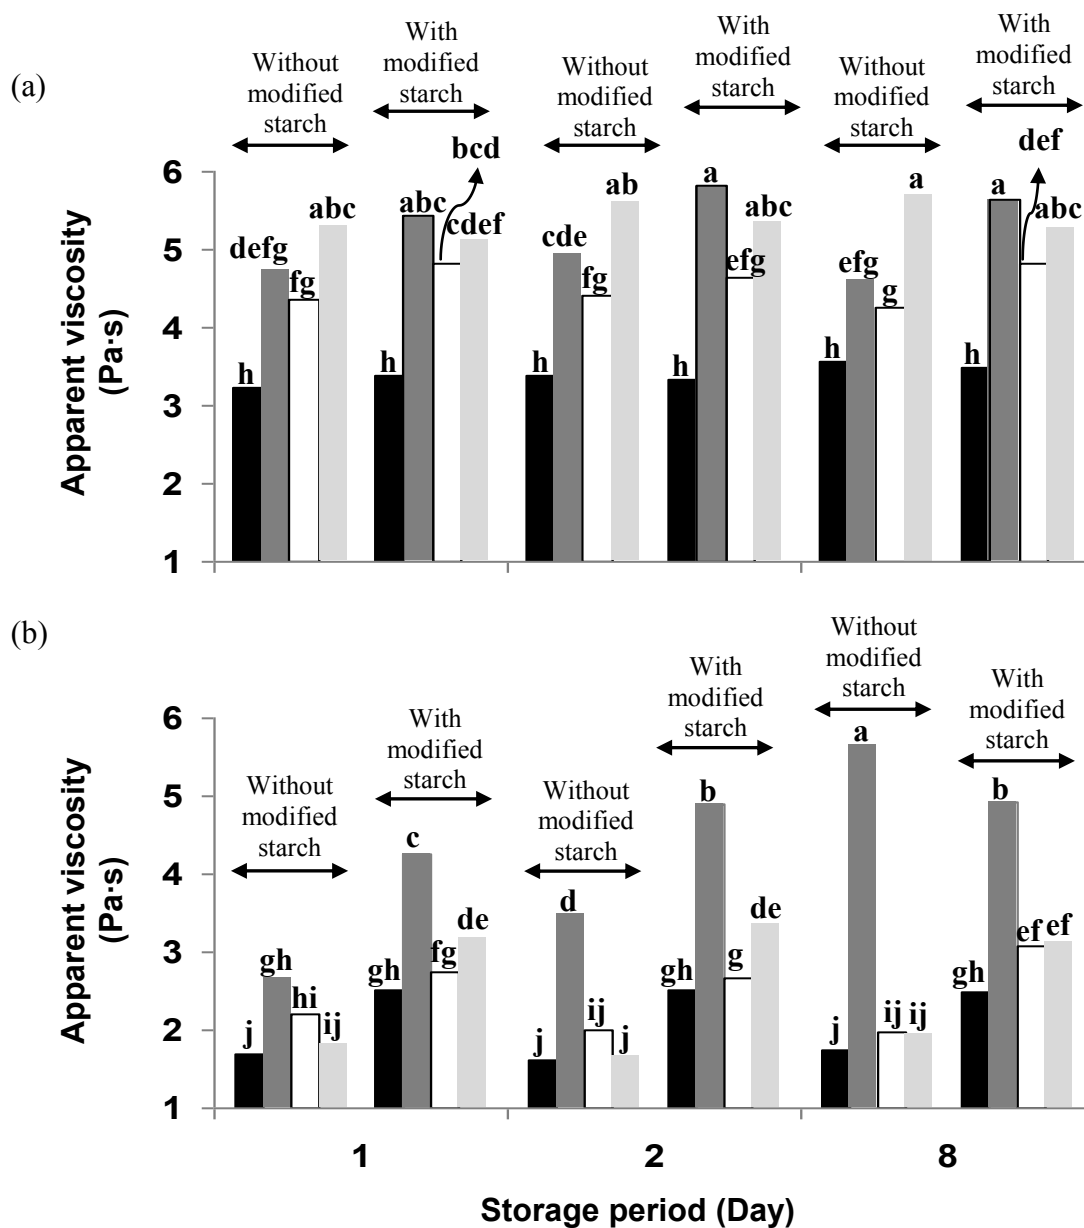 (a)
Without
modified
starch
With
modified
starch
Without
modified
starch
With
modified
starch
Without
modified
starch
With
modified
starch
Apparent viscosity
(Pa·s)
6
5
4
3
2
1
h
defg
fg
abc
h
abc
bcd
cdef
h
cde
fg
ab
h
a
efg
abc
h
efg
g
a
h
a
def
abc
(b)
Without
modified
starch
With
modified
starch
Without
modified
starch
With
modified
starch
Without
modified
starch
With
modified
starch
Apparent viscosity
(Pa·s)
6
5
4
3
2
1
j
gh
hi
ij
gh
c
fg
de
j
d
ij
j
gh
b
g
de
j
a
ij
ij
gh
b
ef
ef
1
2
8
Storage period (Day)